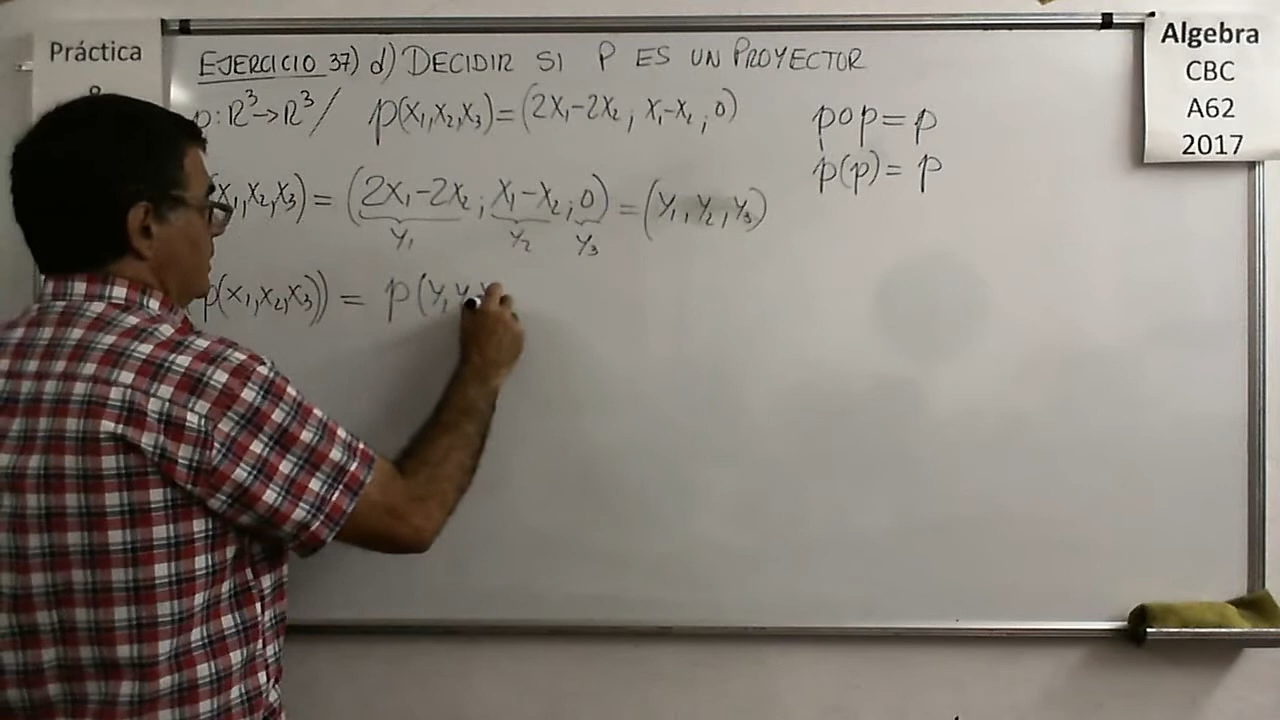 Práctica
EJERCICIO 37) d) DECIDIR SI P ES UN PROYECTOR
p: ℝ³→ℝ³ / p(x₁,x₂,x₃)=(2x₁-2x₂; x₁-x₂; 0)
(x₁,x₂,x₃) = (2x₁-2x₂; x₁-x₂; 0) = (y₁,y₂,y₃)
y₁ y₂ y₃
p(x₁,x₂,x₃)) = p(y₁,y
pop=p
p(p)=p
Algebra
CBC
A62
2017